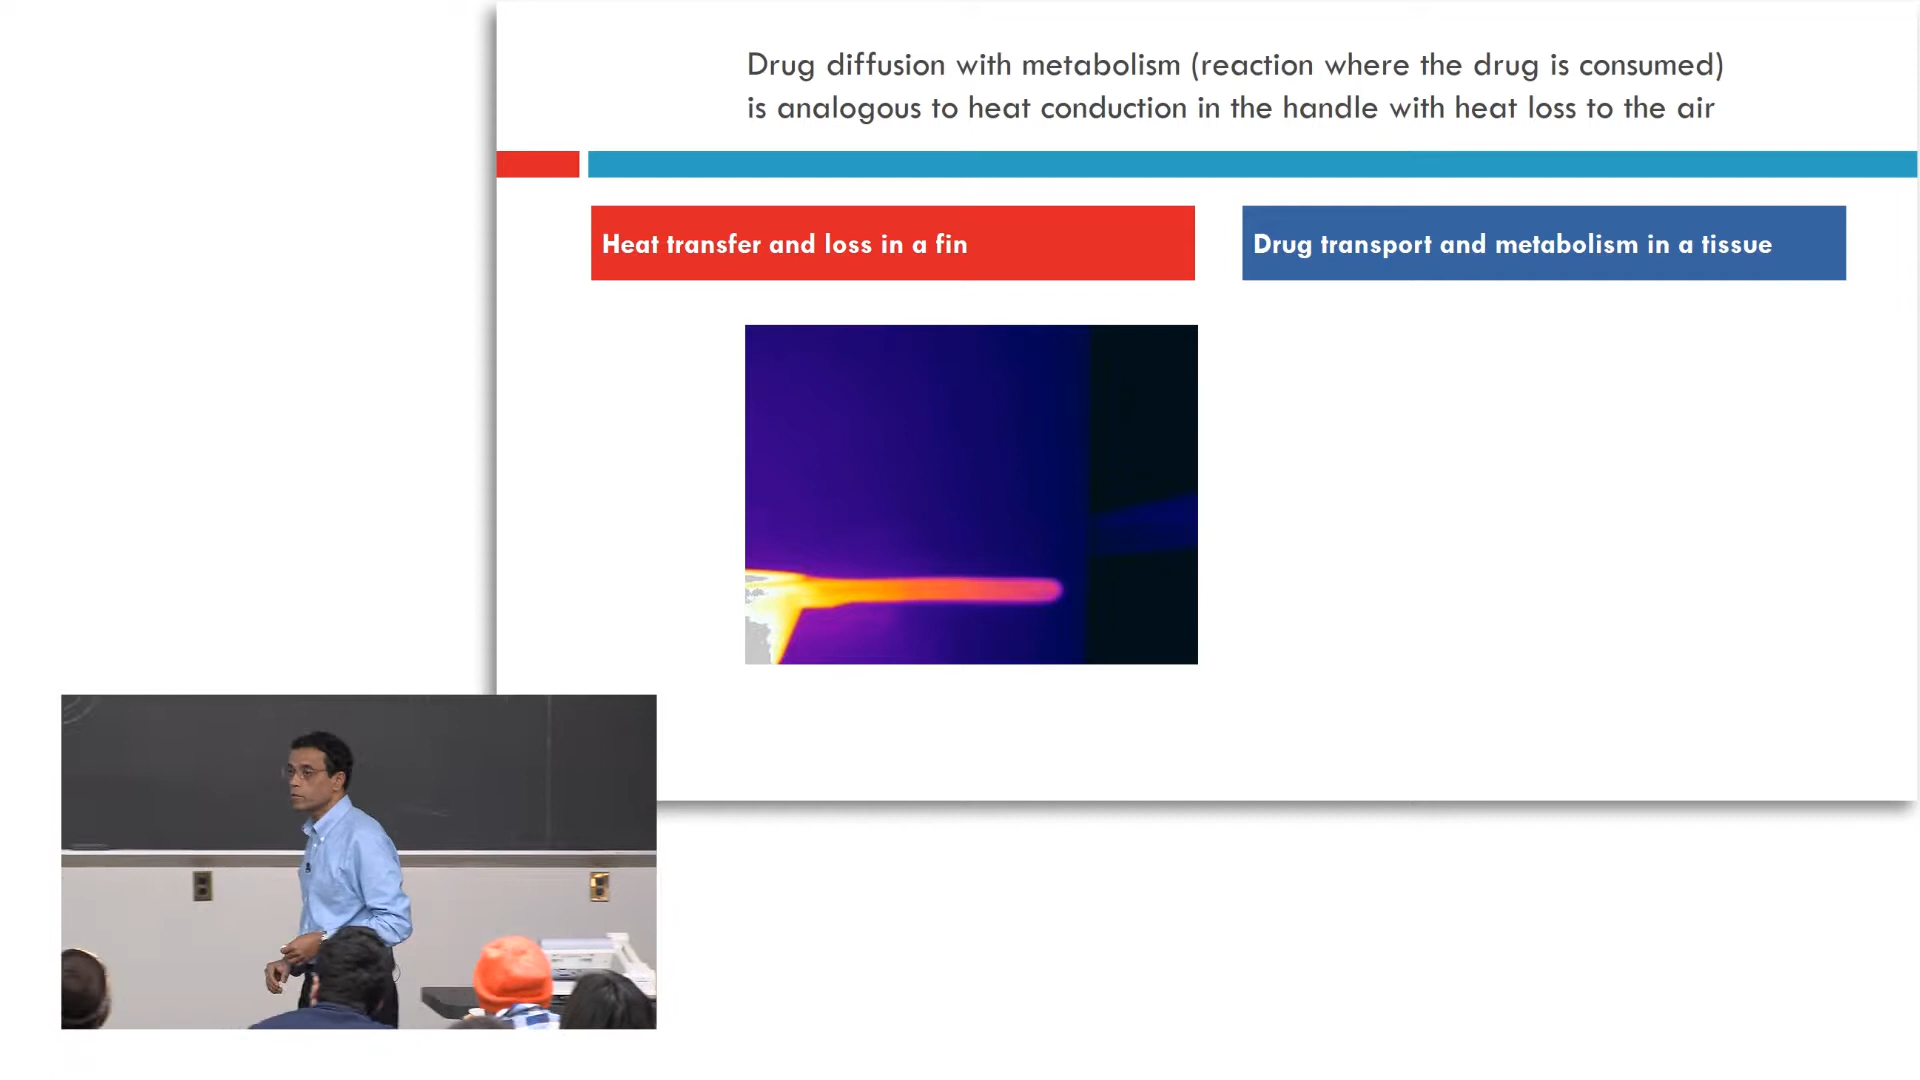 Drug diffusion with metabolism (reaction where the drug is consumed)
is analogous to heat conduction in the handle with heat loss to the air
Heat transfer and loss in a fin
Drug transport and metabolism in a tissue